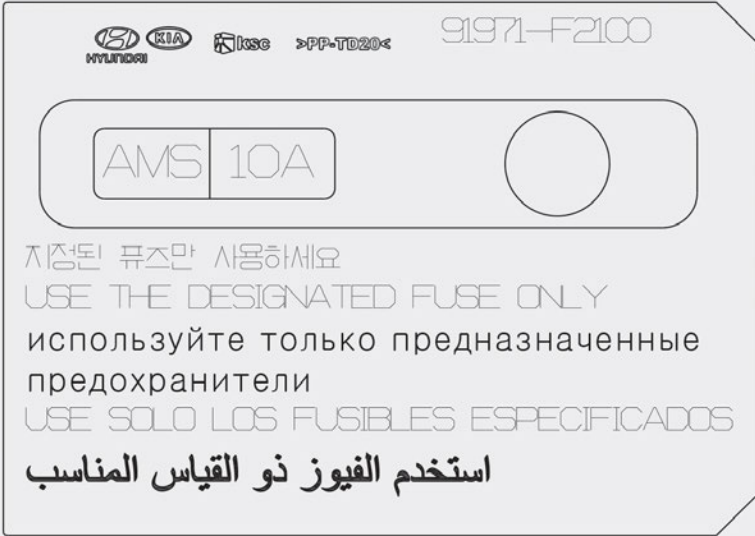 HYUNDAI KIA ksc >PP-TD20< 91971-F2100
AMS 10A
지정된 퓨즈만 사용하세요
USE THE DESIGNATED FUSE ONLY
используйте только предназначенные
предохранители
USE SOLO LOS FUSIBLES ESPECIFICADOS
استخدم الفيوز ذو القياس المناسب